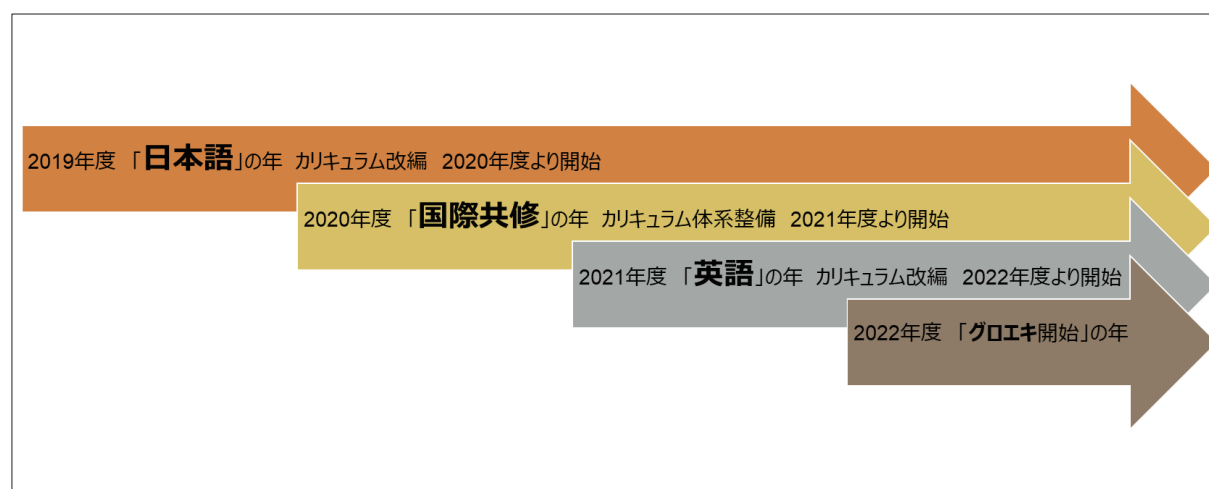 2019年度 「日本語」の年 カリキュラム改編 2020年度より開始
2020年度 「国際共修」の年 カリキュラム体系整備 2021年度より開始
2021年度 「英語」の年 カリキュラム改編 2022年度より開始
2022年度 「グロエキ開始」の年